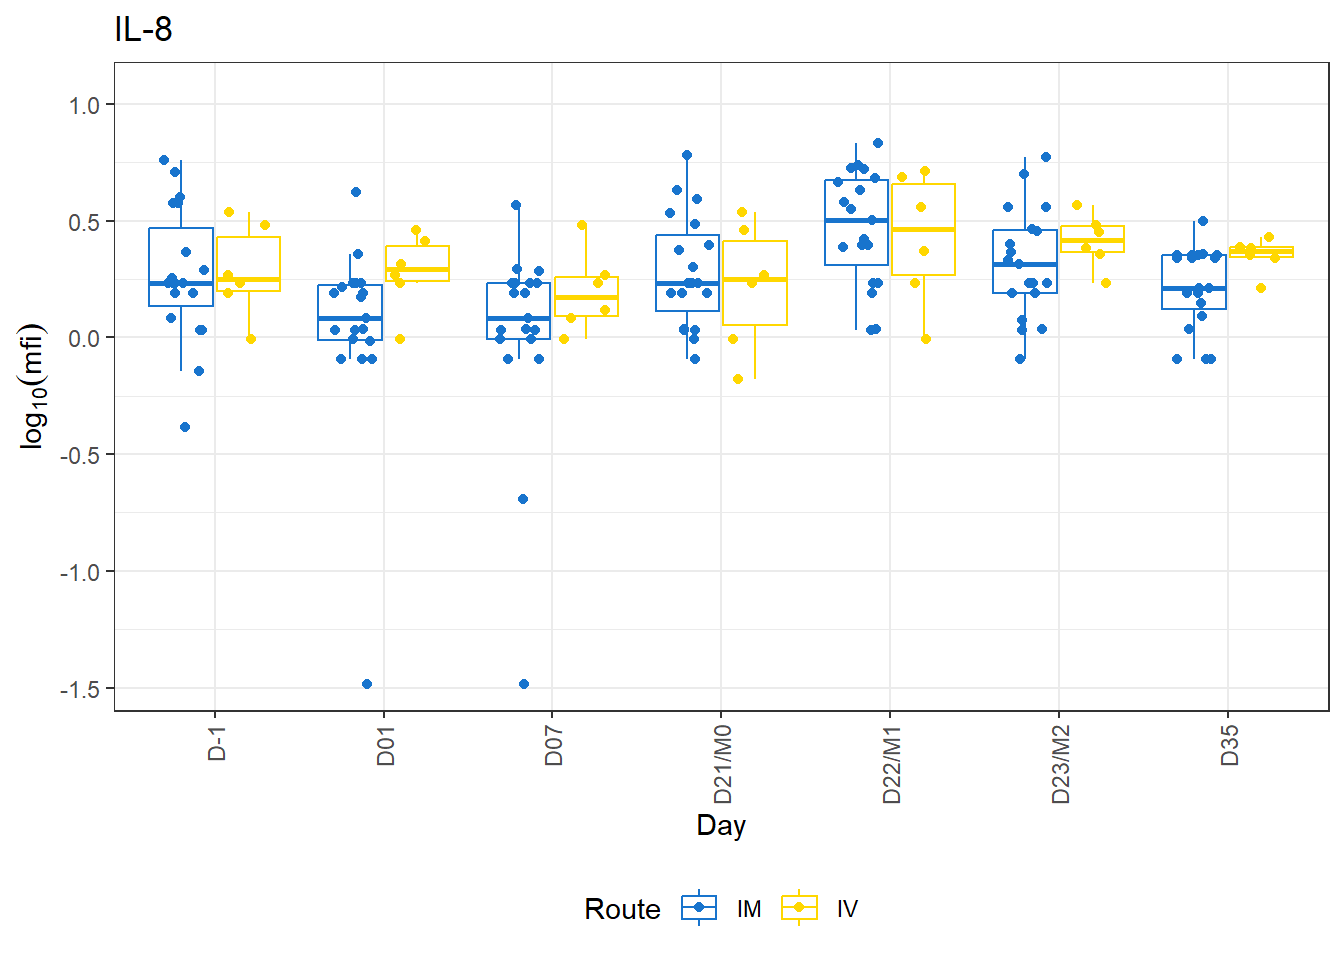 IL-8
1.0
0.5
0.0
-0.5
-1.0
-1.5
log₁₀(mfi)
D-1
D01
D07
D21/M0
D22/M1
D23/M2
D35
Day
Route IM IV